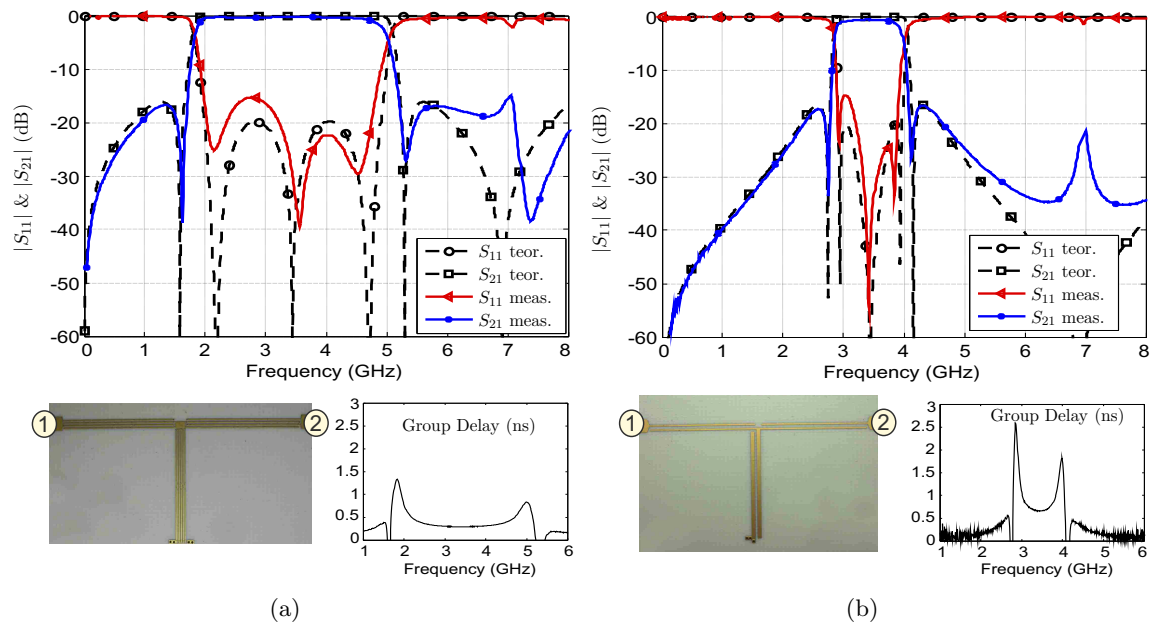 0
-10
-20
-30
-40
-50
-60
|S11| & |S21| (dB)
S11 teor.
S21 teor.
S11 meas.
S21 meas.
0 1 2 3 4 5 6 7 8
Frequency (GHz)
0
-10
-20
-30
-40
-50
-60
|S11| & |S21| (dB)
S11 teor.
S21 teor.
S11 meas.
S21 meas.
0 1 2 3 4 5 6 7 8
Frequency (GHz)
1
2
3
2.5
2
1.5
1
0.5
0
Group Delay (ns)
1 2 3 4 5 6
Frequency (GHz)
1
2
3
2.5
2
1.5
1
0.5
0
Group Delay (ns)
1 2 3 4 5 6
Frequency (GHz)
(a)
(b)